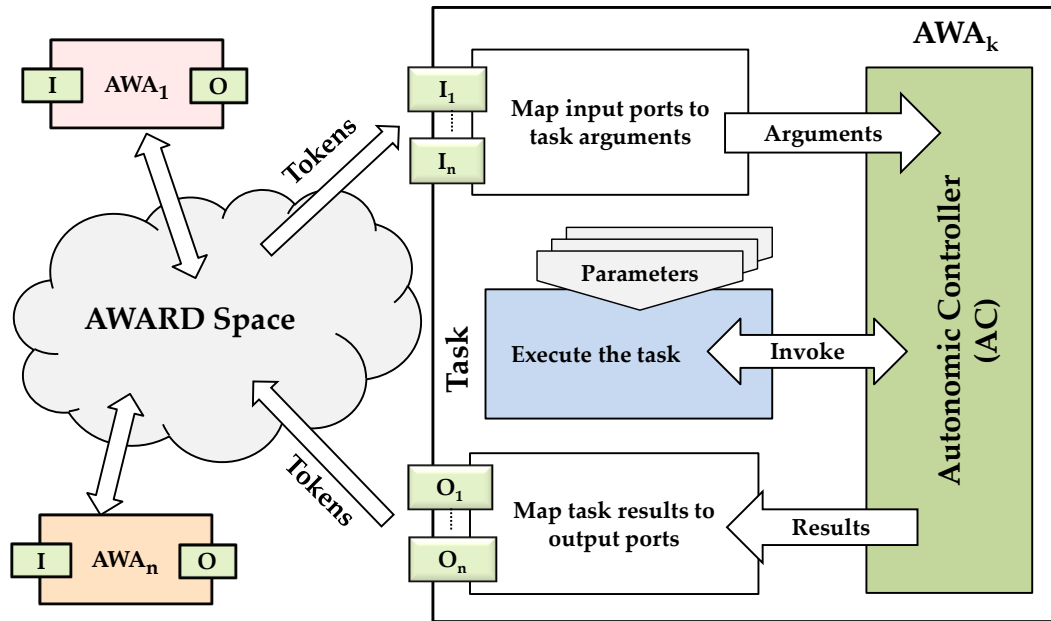 I
AWA1
O
AWARD Space
I
AWAn
O
Tokens
Tokens
AWAk
I1
In
Map input ports to
task arguments
Arguments
Parameters
Task
Execute the task
Invoke
Autonomic Controller
(AC)
O1
On
Map task results to
output ports
Results